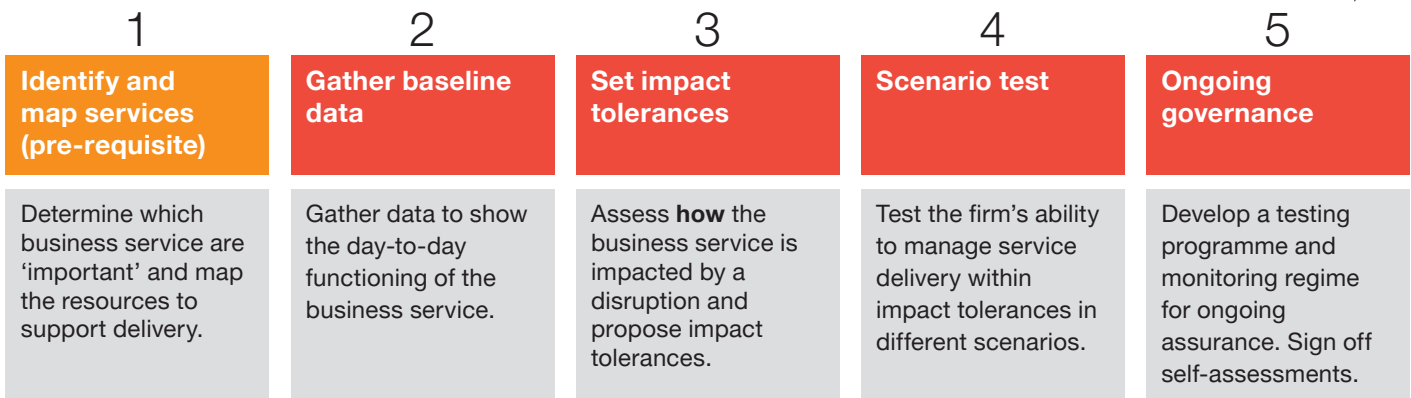 1
Identify and
map services
(pre-requisite)
Determine which
business service are
‘important’ and map
the resources to
support delivery.
2
Gather baseline
data
Gather data to show
the day-to-day
functioning of the
business service.
3
Set impact
tolerances
Assess how the
business service is
impacted by a
disruption and
propose impact
tolerances.
4
Scenario test
Test the firm’s ability
to manage service
delivery within
impact tolerances in
different scenarios.
5
Ongoing
governance
Develop a testing
programme and
monitoring regime
for ongoing
assurance. Sign off
self-assessments.